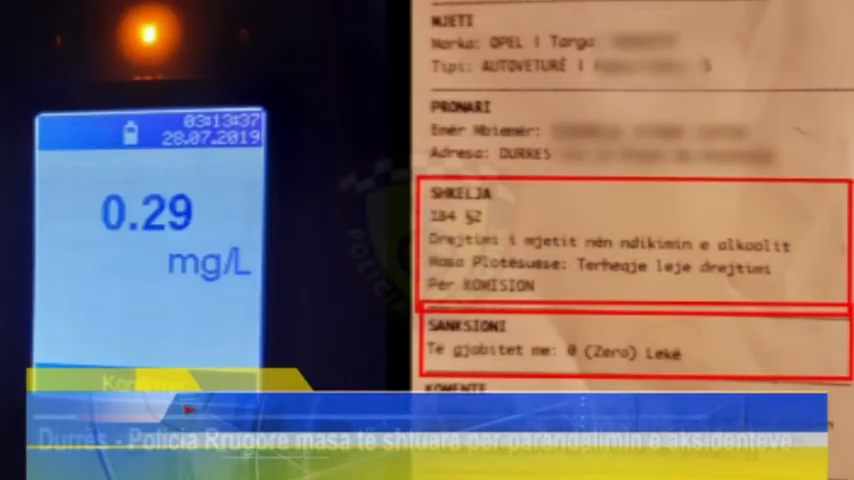 03:13:37
28.07.2019
0.29
mg/L
MJETI
Marka: OPEL | Targa
Tipi: AUTOVETURË |
PRONARI
Emër Mbiemër:
Adresa: DURRES
SHKELJA
184 §2
Drejtimi i mjetit nën ndikimin e alkoolit
Masa Plotësuese: Terheqje leje drejtimi
Për KOMISION
SANKSIONI
Të gjobitet me: 0 (Zero) Lekë
KOMENTE
POLICIA
Durrës - Policia Rrugore masa të shtuara për parandalimin e aksidenteve